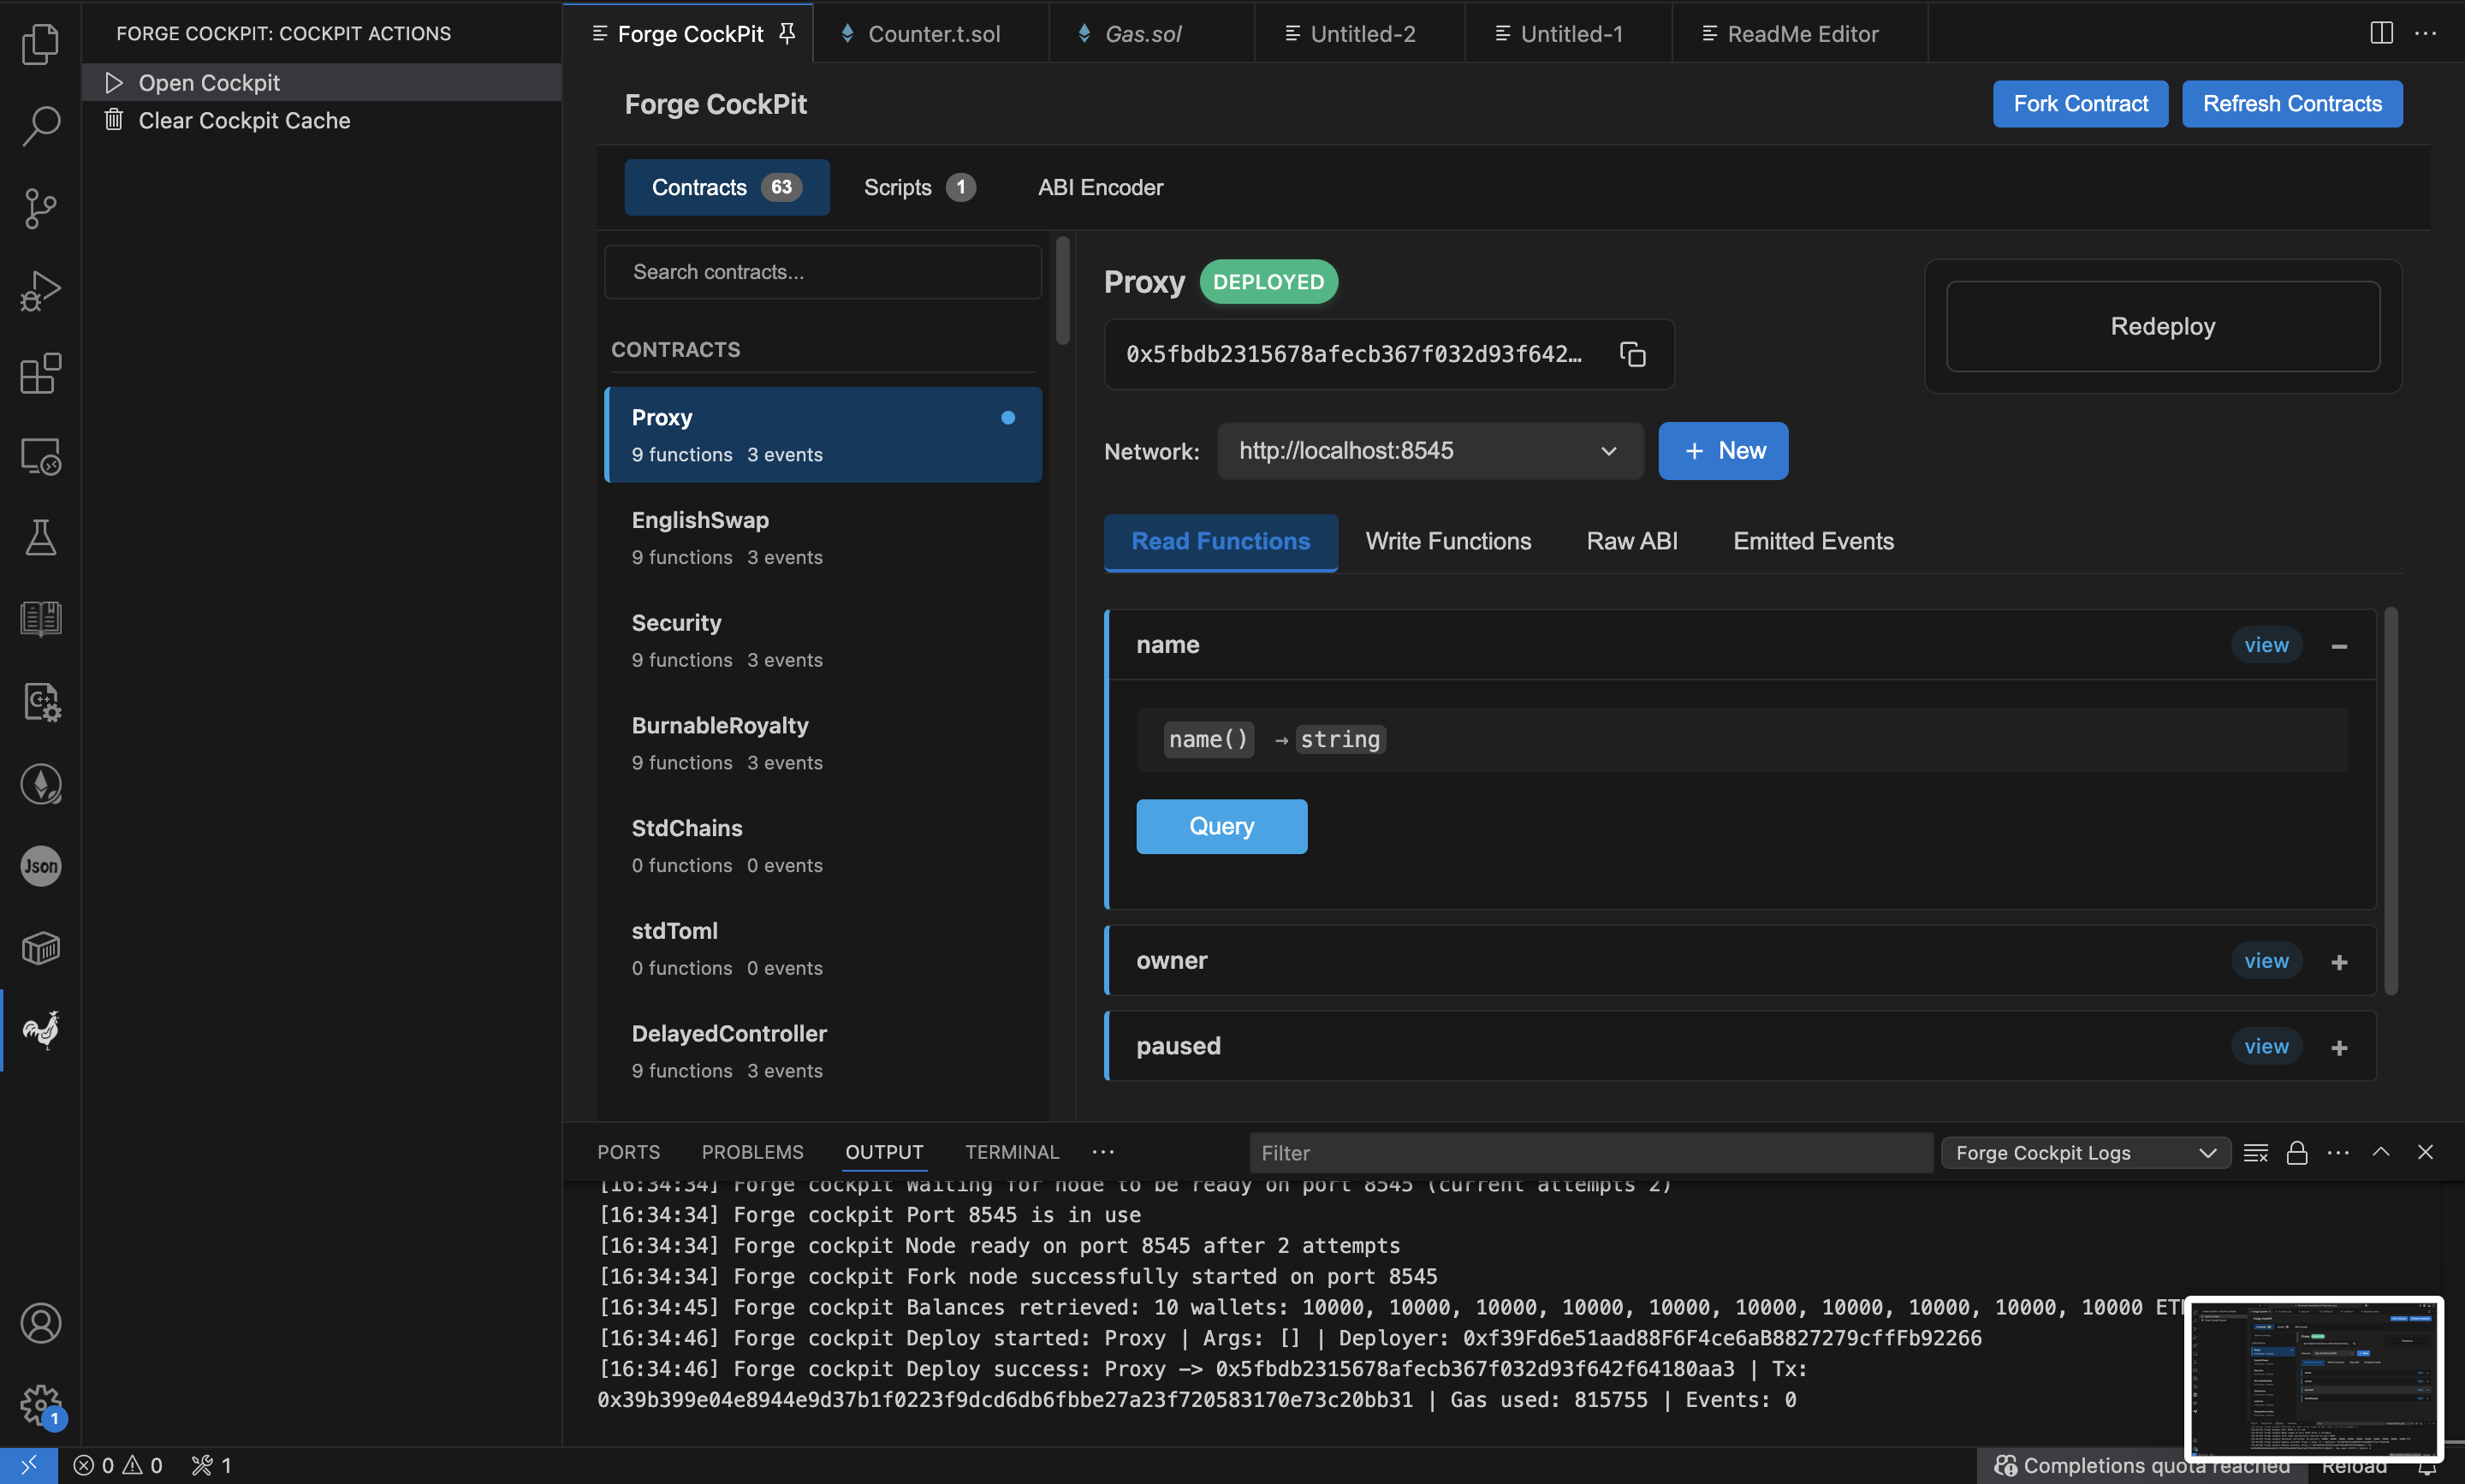 FORGE COCKPIT: COCKPIT ACTIONS
Open Cockpit
Clear Cockpit Cache
Json
1
Forge CockPit
Counter.t.sol
Gas.sol
Untitled-2
Untitled-1
ReadMe Editor
Forge CockPit
Fork Contract
Refresh Contracts
Contracts 63
Scripts 1
ABI Encoder
Search contracts...
CONTRACTS
Proxy
9 functions 3 events
EnglishSwap
9 functions 3 events
Security
9 functions 3 events
BurnableRoyalty
9 functions 3 events
StdChains
0 functions 0 events
stdToml
0 functions 0 events
DelayedController
9 functions 3 events
Proxy DEPLOYED
0x5fbdb2315678afecb367f032d93f642…
Redeploy
Network: http://localhost:8545
+ New
Read Functions
Write Functions
Raw ABI
Emitted Events
name view −
name() → string
Query
owner view +
paused view +
PORTS
PROBLEMS
OUTPUT
TERMINAL
Filter
Forge Cockpit Logs
[16:34:34] Forge cockpit Waiting for node to be ready on port 8545 (current attempts 2)
[16:34:34] Forge cockpit Port 8545 is in use
[16:34:34] Forge cockpit Node ready on port 8545 after 2 attempts
[16:34:34] Forge cockpit Fork node successfully started on port 8545
[16:34:45] Forge cockpit Balances retrieved: 10 wallets: 10000, 10000, 10000, 10000, 10000, 10000, 10000, 10000, 10000, 10000
[16:34:46] Forge cockpit Deploy started: Proxy | Args: [] | Deployer: 0xf39Fd6e51aad88F6F4ce6aB8827279cffFb92266
[16:34:46] Forge cockpit Deploy success: Proxy -> 0x5fbdb2315678afecb367f032d93f642f64180aa3 | Tx:
0x39b399e04e8944e9d37b1f0223f9dcd6db6fbbe27a23f720583170e73c20bb31 | Gas used: 815755 | Events: 0
0 0
1
Completions quota reached
Reload